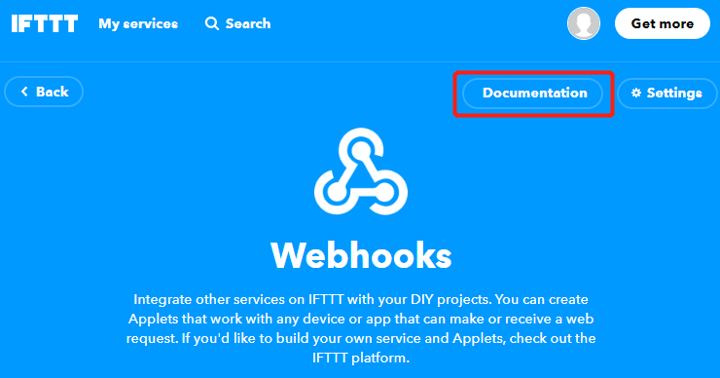 IFTTT My services Search Get more
Back Documentation Settings
Webhooks
Integrate other services on IFTTT with your DIY projects. You can create
Applets that work with any device or app that can make or receive a web
request. If you'd like to build your own service and Applets, check out the
IFTTT platform.